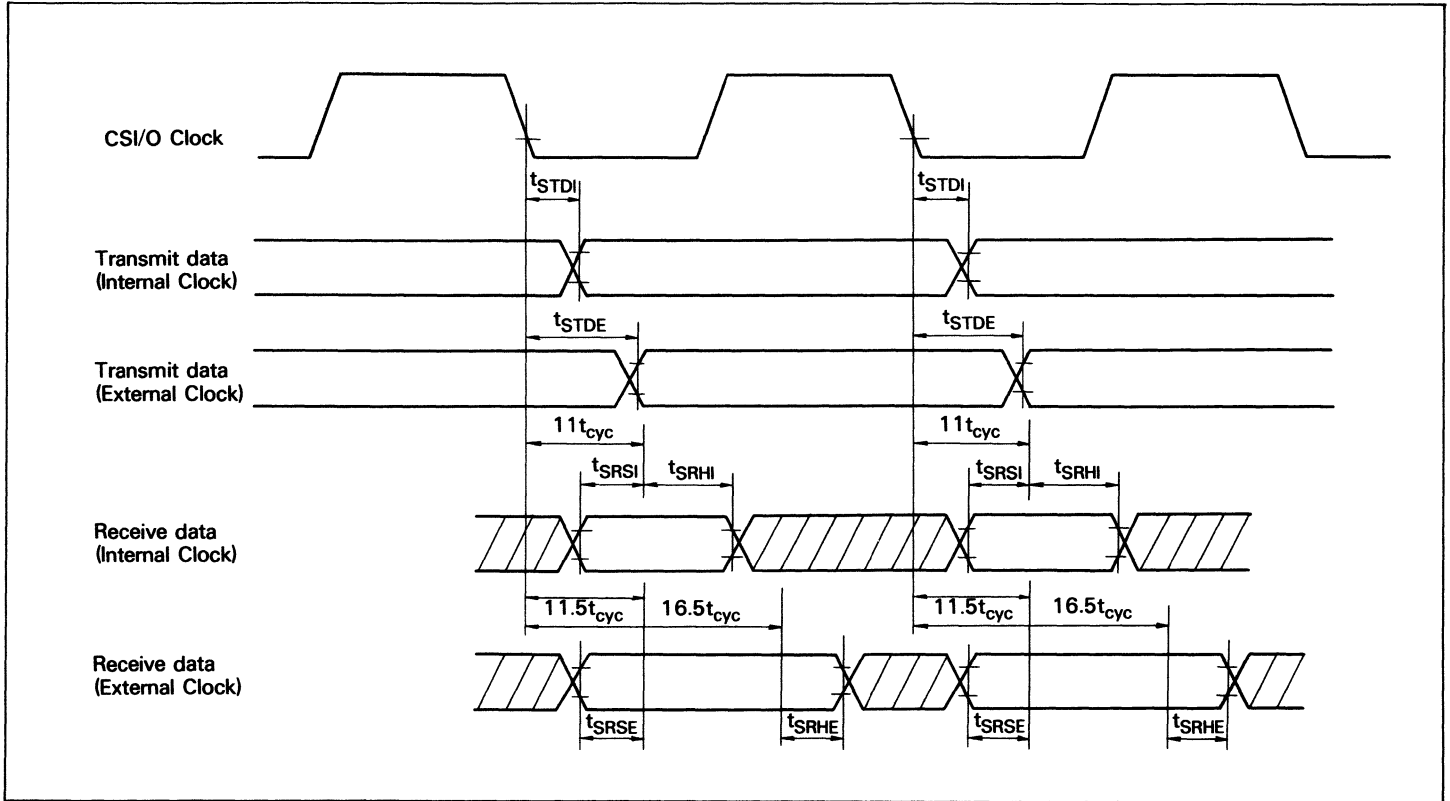 CSI/O Clock
tSTDI tSTDI
Transmit data
(Internal Clock)
tSTDE tSTDE
Transmit data
(External Clock)
11tcyc 11tcyc
tSRSI tSRHI tSRSI tSRHI
Receive data
(Internal Clock)
11.5tcyc 16.5tcyc 11.5tcyc 16.5tcyc
Receive data
(External Clock)
tSRSE tSRHE tSRSE tSRHE